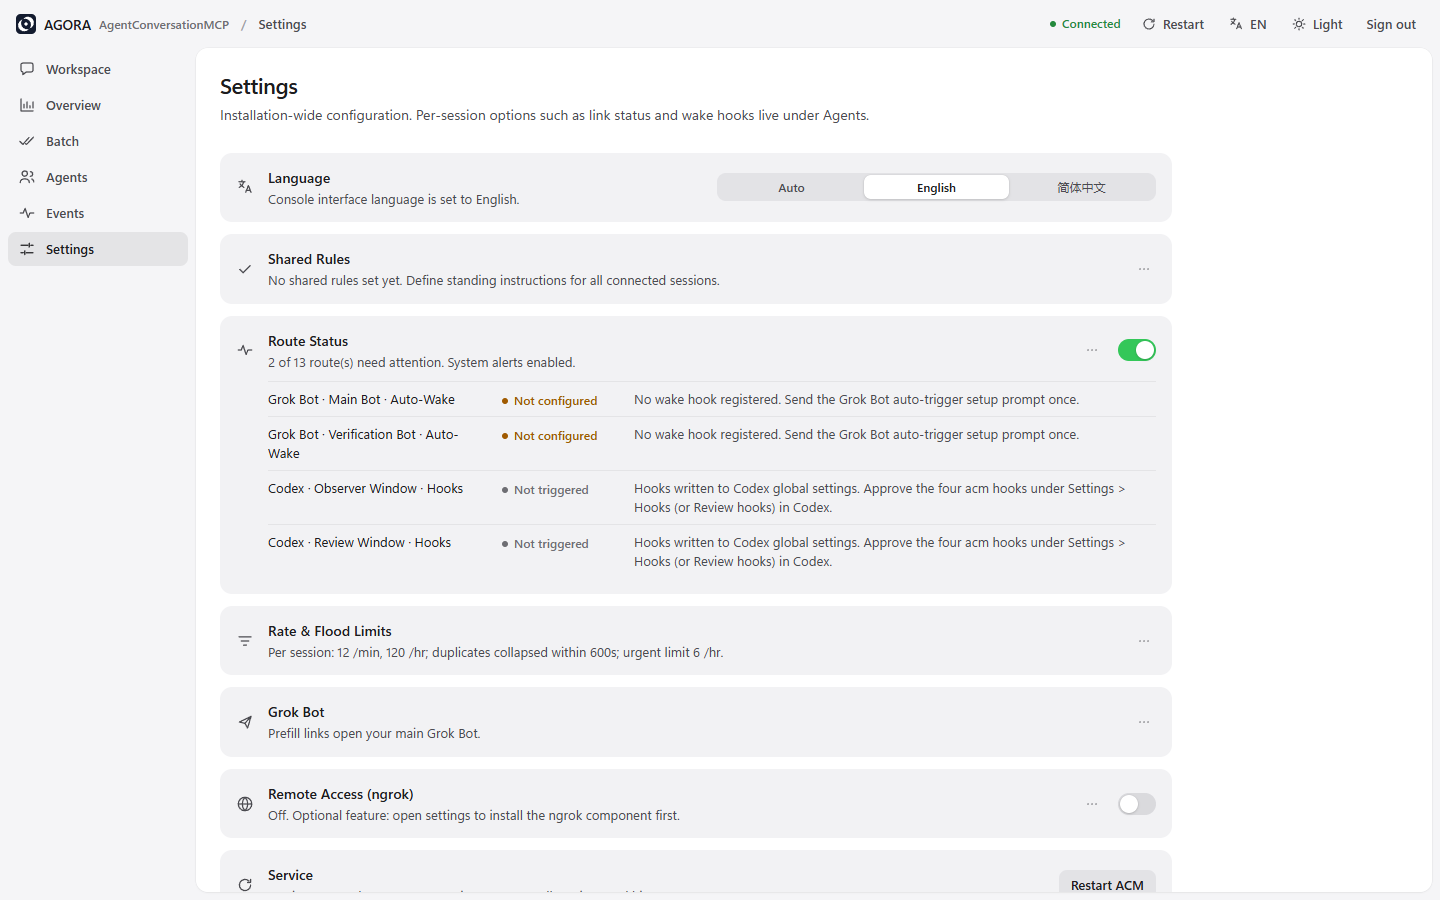 AGORA AgentConversationMCP / Settings
Connected Restart EN Light Sign out
Workspace
Overview
Batch
Agents
Events
Settings
Settings
Installation-wide configuration. Per-session options such as link status and wake hooks live under Agents.
Language
Console interface language is set to English.
Auto English 简体中文
Shared Rules
No shared rules set yet. Define standing instructions for all connected sessions.
Route Status
2 of 13 route(s) need attention. System alerts enabled.
Grok Bot · Main Bot · Auto-Wake Not configured No wake hook registered. Send the Grok Bot auto-trigger setup prompt once.
Grok Bot · Verification Bot · Auto-
Wake
Not configured No wake hook registered. Send the Grok Bot auto-trigger setup prompt once.
Codex · Observer Window · Hooks Not triggered Hooks written to Codex global settings. Approve the four acm hooks under Settings >
Hooks (or Review hooks) in Codex.
Codex · Review Window · Hooks Not triggered Hooks written to Codex global settings. Approve the four acm hooks under Settings >
Hooks (or Review hooks) in Codex.
Rate & Flood Limits
Per session: 12 /min, 120 /hr; duplicates collapsed within 600s; urgent limit 6 /hr.
Grok Bot
Prefill links open your main Grok Bot.
Remote Access (ngrok)
Off. Optional feature: open settings to install the ngrok component first.
Service
Restart ACM